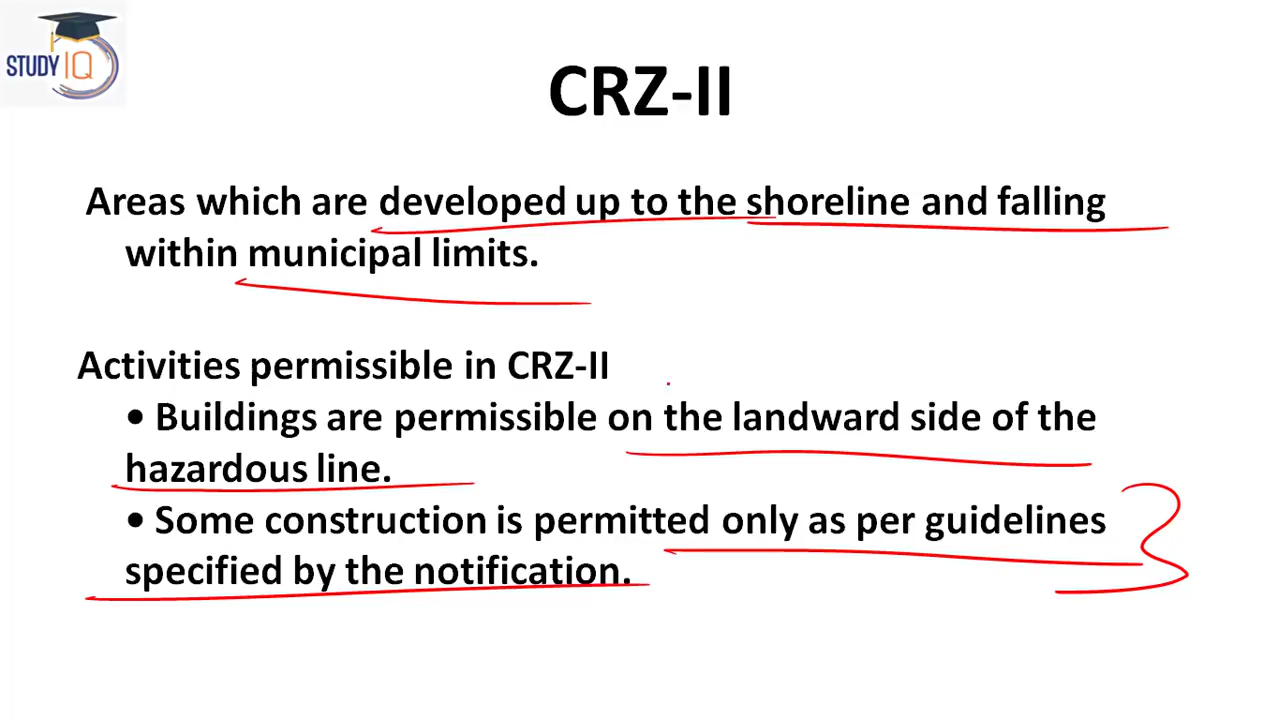 STUDY IQ
CRZ-II
Areas which are developed up to the shoreline and falling
within municipal limits.
Activities permissible in CRZ-II
• Buildings are permissible on the landward side of the
hazardous line.
• Some construction is permitted only as per guidelines
specified by the notification.